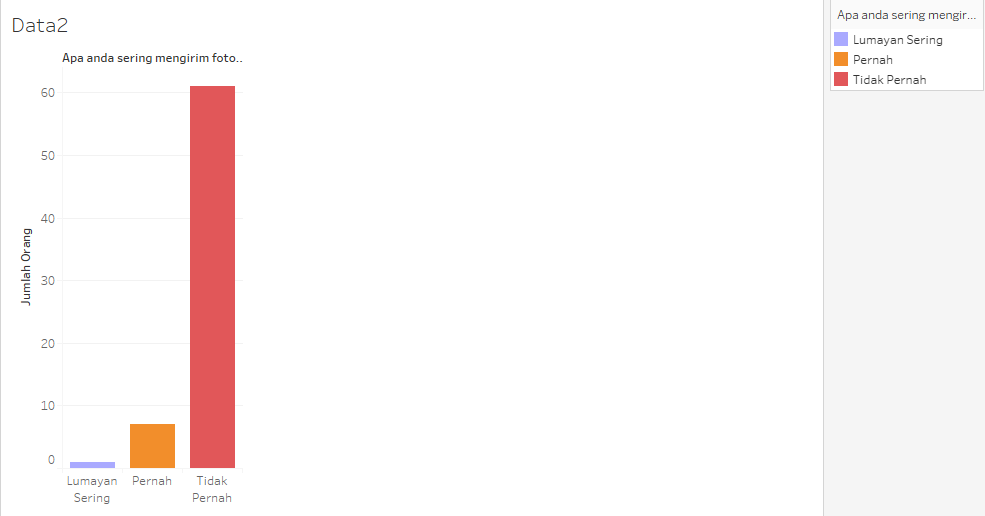 Data2
Apa anda sering mengirim foto..
60
50
40
30
20
10
0
Jumlah Orang
Lumayan
Sering
Pernah
Tidak
Pernah
Apa anda sering mengir...
Lumayan Sering
Pernah
Tidak Pernah